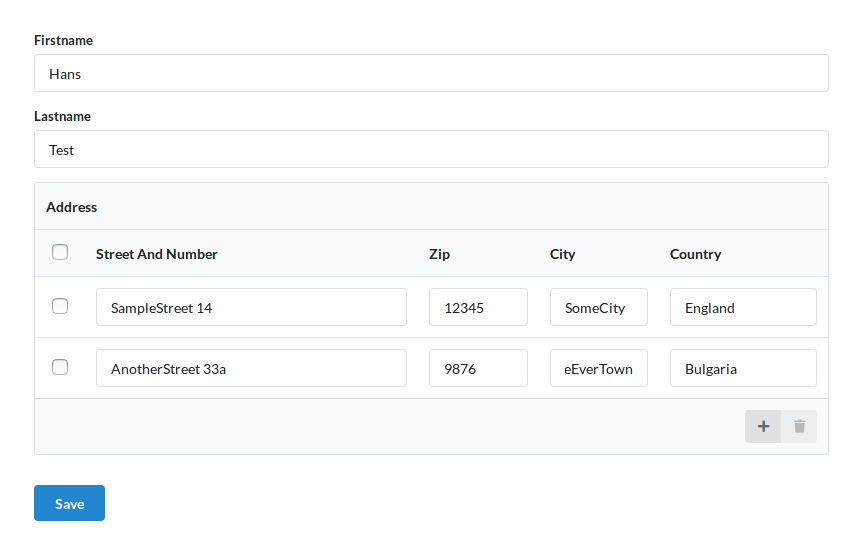 Firstname
Hans
Lastname
Test
Address
Street And Number Zip City Country
SampleStreet 14 12345 SomeCity England
AnotherStreet 33a 9876 eEverTown Bulgaria
Save